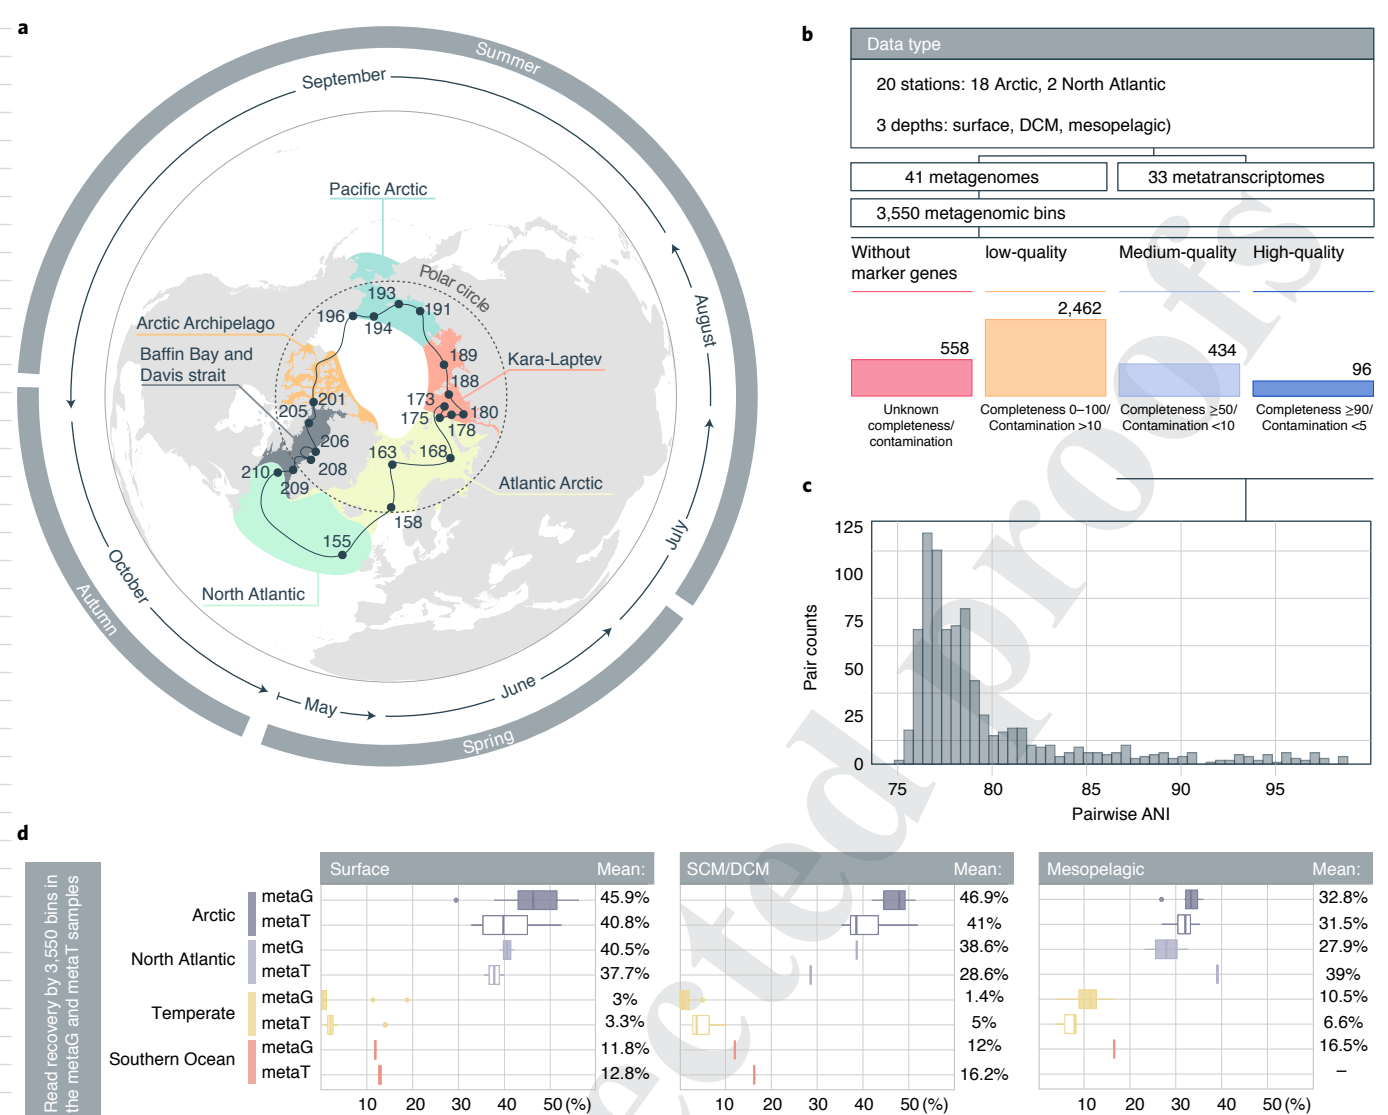 a
Summer
September
August
July
June
May
Spring
October
Autumn
Pacific Arctic
Polar circle
193
191
196
194
Arctic Archipelago
Baffin Bay and
Davis strait
189
Kara-Laptev
188
173
180
175
178
201
205
206
208
210
209
163
168
Atlantic Arctic
158
155
North Atlantic
b
Data type
20 stations: 18 Arctic, 2 North Atlantic
3 depths: surface, DCM, mesopelagic)
41 metagenomes
33 metatranscriptomes
3,550 metagenomic bins
Without
marker genes
low-quality
Medium-quality
High-quality
558
2,462
434
96
Unknown
completeness/
contamination
Completeness 0–100/
Contamination >10
Completeness ≥50/
Contamination <10
Completeness ≥90/
Contamination <5
c
125
100
75
50
25
0
Pair counts
75 80 85 90 95
Pairwise ANI
d
Read recovery by 3,550 bins in
the metaG and metaT samples
Surface Mean: SCM/DCM Mean: Mesopelagic Mean:
Arctic
metaG 45.9% 46.9% 32.8%
metaT 40.8% 41% 31.5%
North Atlantic
metG 40.5% 38.6% 27.9%
metaT 37.7% 28.6% 39%
Temperate
metaG 3% 1.4% 10.5%
metaT 3.3% 5% 6.6%
Southern Ocean
metaG 11.8% 12% 16.5%
metaT 12.8% 16.2% –
10 20 30 40 50 (%) 10 20 30 40 50 (%) 10 20 30 40 50 (%)
proofs